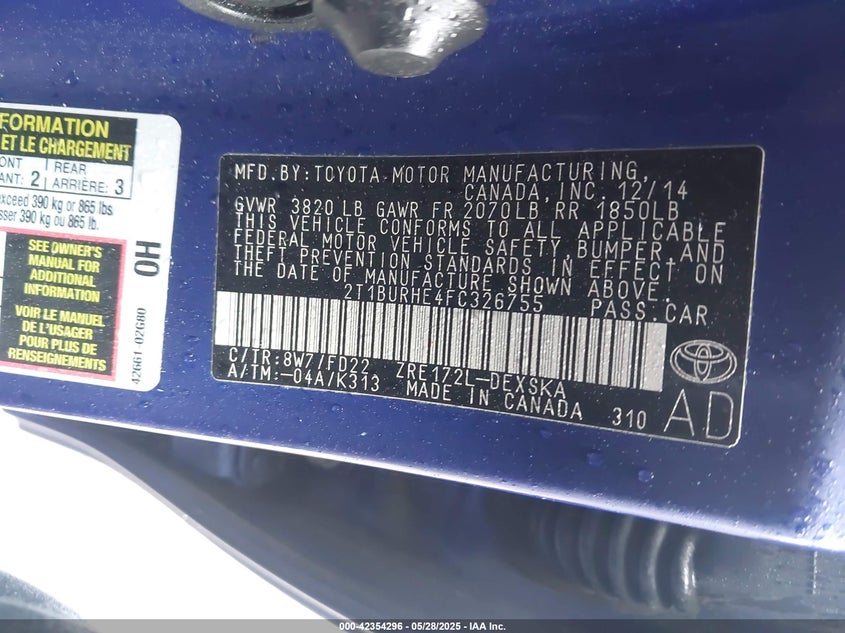 FORMATION
ET LE CHARGEMENT
REAR
2 ARRIÈRE: 3
exceed 390 kg or 865 lbs.
390 kg ou 865 lb.
SEE OWNER'S
MANUAL FOR
ADDITIONAL
INFORMATION
VOIR LE MANUEL
DE L'USAGER
POUR PLUS DE
RENSEIGNEMENTS
OH
42661-02G80
MFD. BY: TOYOTA MOTOR MANUFACTURING,
CANADA, INC. 12/14
GVWR 3820 LB GAWR FR 2070LB RR 1850LB
THIS VEHICLE CONFORMS TO ALL APPLICABLE
FEDERAL MOTOR VEHICLE SAFETY, BUMPER, AND
THEFT PREVENTION STANDARDS IN EFFECT ON
THE DATE OF MANUFACTURE SHOWN ABOVE.
2T1BURHE4FC326755 PASS.CAR
C/TR: 8W7/FD22 ZRE172L-DEXSKA
A/TM: -04A/K313 MADE IN CANADA 310
AD
000-42354296 - 05/28/2025 - IAA Inc.